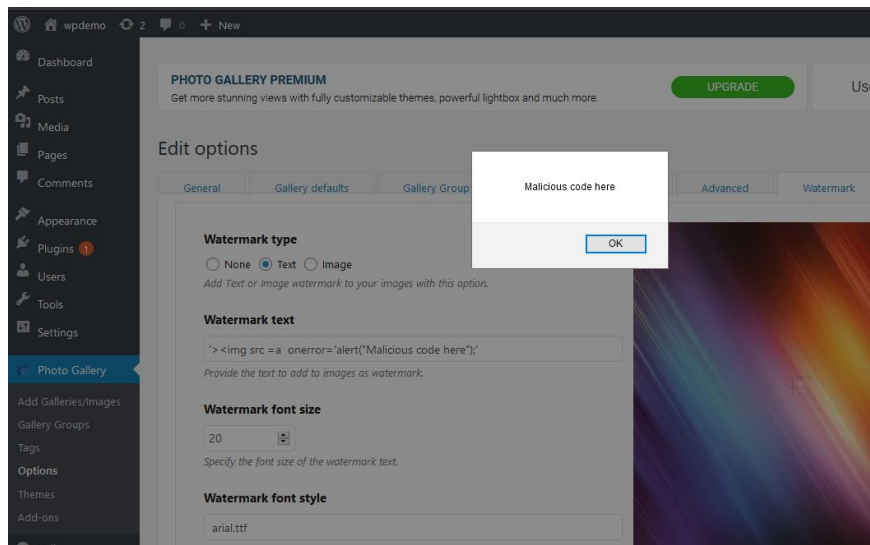 wpdemo 2 0 + New
Dashboard
Posts
Media
Pages
Comments
Appearance
Plugins 1
Users
Tools
Settings
Photo Gallery
Add Galleries/Images
Gallery Groups
Tags
Options
Themes
Add-ons
PHOTO GALLERY PREMIUM
Get more stunning views with fully customizable themes, powerful lightbox and much more.
UPGRADE
Edit options
General Gallery defaults Gallery Group Advanced Watermark
Malicious code here
OK
Watermark type
None Text Image
Add Text or Image watermark to your images with this option.
Watermark text
'> <img src =a onerror='alert("Malicious code here");'
Provide the text to add to images as watermark.
Watermark font size
20
Specify the font size of the watermark text.
Watermark font style
arial.ttf